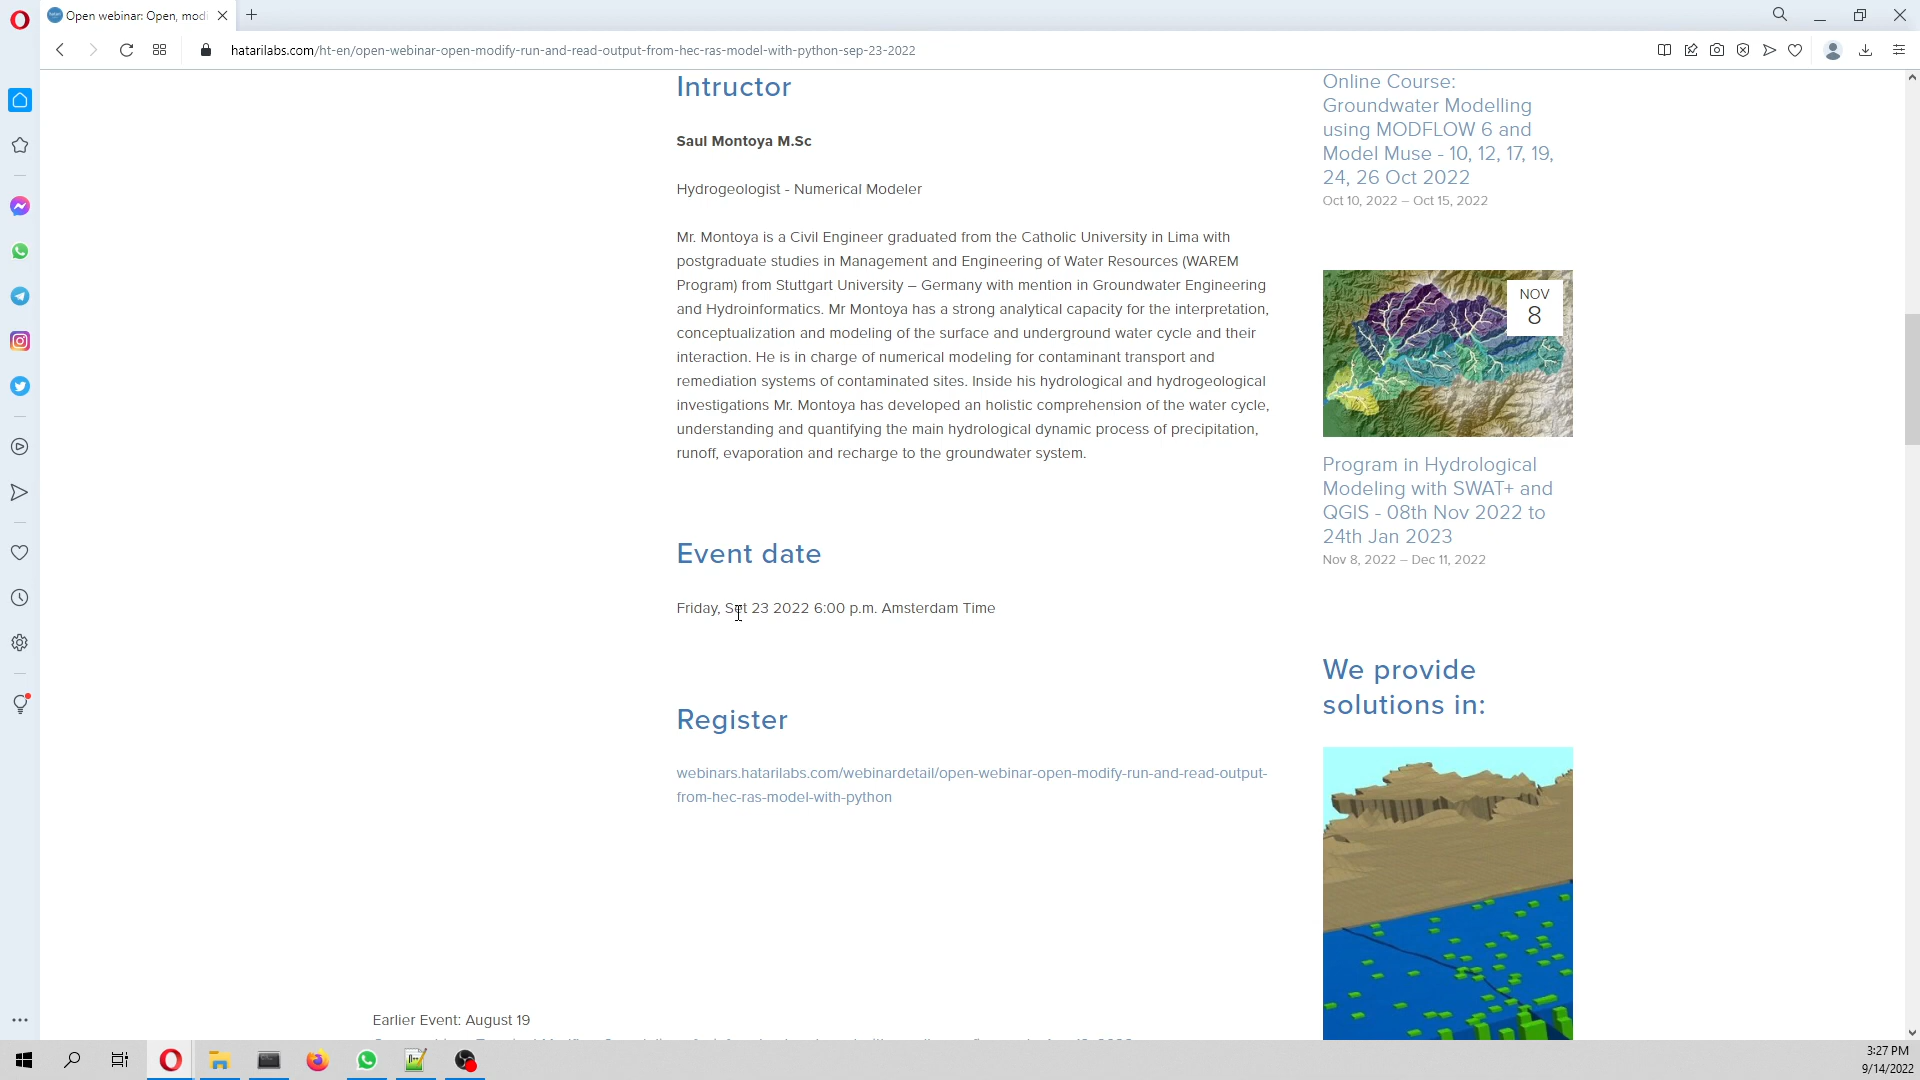 Open webinar: Open, modi
hatarilabs.com/ht-en/open-webinar-open-modify-run-and-read-output-from-hec-ras-model-with-python-sep-23-2022
Intructor
Saul Montoya M.Sc
Hydrogeologist - Numerical Modeler
Mr. Montoya is a Civil Engineer graduated from the Catholic University in Lima with
postgraduate studies in Management and Engineering of Water Resources (WAREM
Program) from Stuttgart University – Germany with mention in Groundwater Engineering
and Hydroinformatics. Mr Montoya has a strong analytical capacity for the interpretation,
conceptualization and modeling of the surface and underground water cycle and their
interaction. He is in charge of numerical modeling for contaminant transport and
remediation systems of contaminated sites. Inside his hydrological and hydrogeological
investigations Mr. Montoya has developed an holistic comprehension of the water cycle,
understanding and quantifying the main hydrological dynamic process of precipitation,
runoff, evaporation and recharge to the groundwater system.
Event date
Friday, Set 23 2022 6:00 p.m. Amsterdam Time
Register
webinars.hatarilabs.com/webinardetail/open-webinar-open-modify-run-and-read-output-
from-hec-ras-model-with-python
Earlier Event: August 19
Online Course:
Groundwater Modelling
using MODFLOW 6 and
Model Muse - 10, 12, 17, 19,
24, 26 Oct 2022
Oct 10, 2022 – Oct 15, 2022
NOV
8
Program in Hydrological
Modeling with SWAT+ and
QGIS - 08th Nov 2022 to
24th Jan 2023
Nov 8, 2022 – Dec 11, 2022
We provide
solutions in:
3:27 PM
9/14/2022